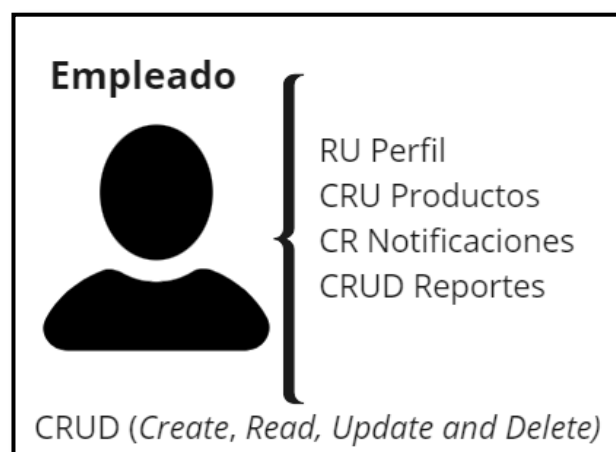 Empleado
RU Perfil
CRU Productos
CR Notificaciones
CRUD Reportes
CRUD (Create, Read, Update and Delete)